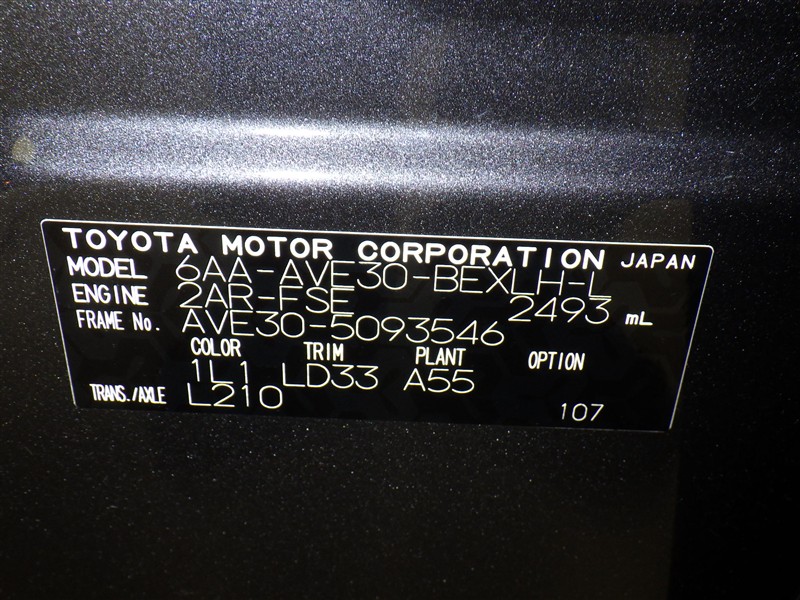 TOYOTA MOTOR CORPORATION JAPAN
MODEL 6AA-AVE30-BEXLH-L
ENGINE 2AR-FSE 2493 mL
FRAME No. AVE30-5093546
COLOR TRIM PLANT OPTION
1L1 LD33 A55
TRANS./AXLE L210
107